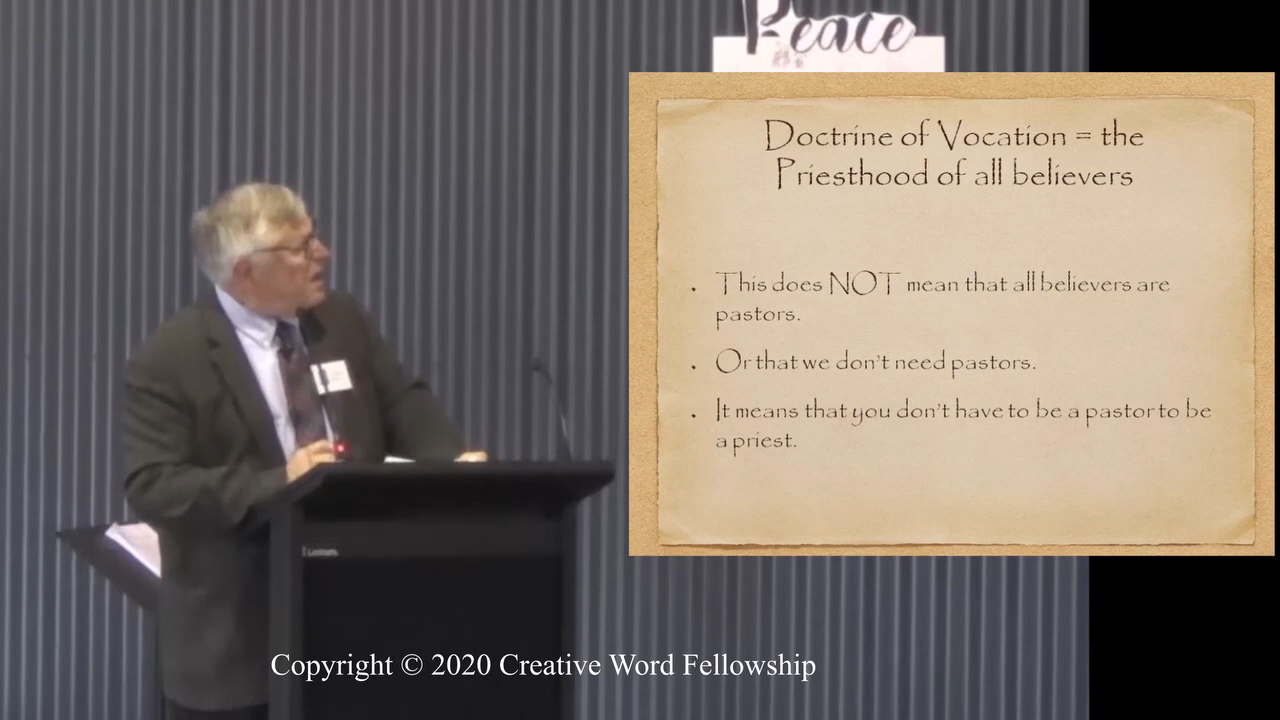 Peace
Doctrine of Vocation = the
Priesthood of all believers
• This does NOT mean that all believers are
pastors.
• Or that we don't need pastors.
• It means that you don't have to be a pastor to be
a priest.
Copyright © 2020 Creative Word Fellowship